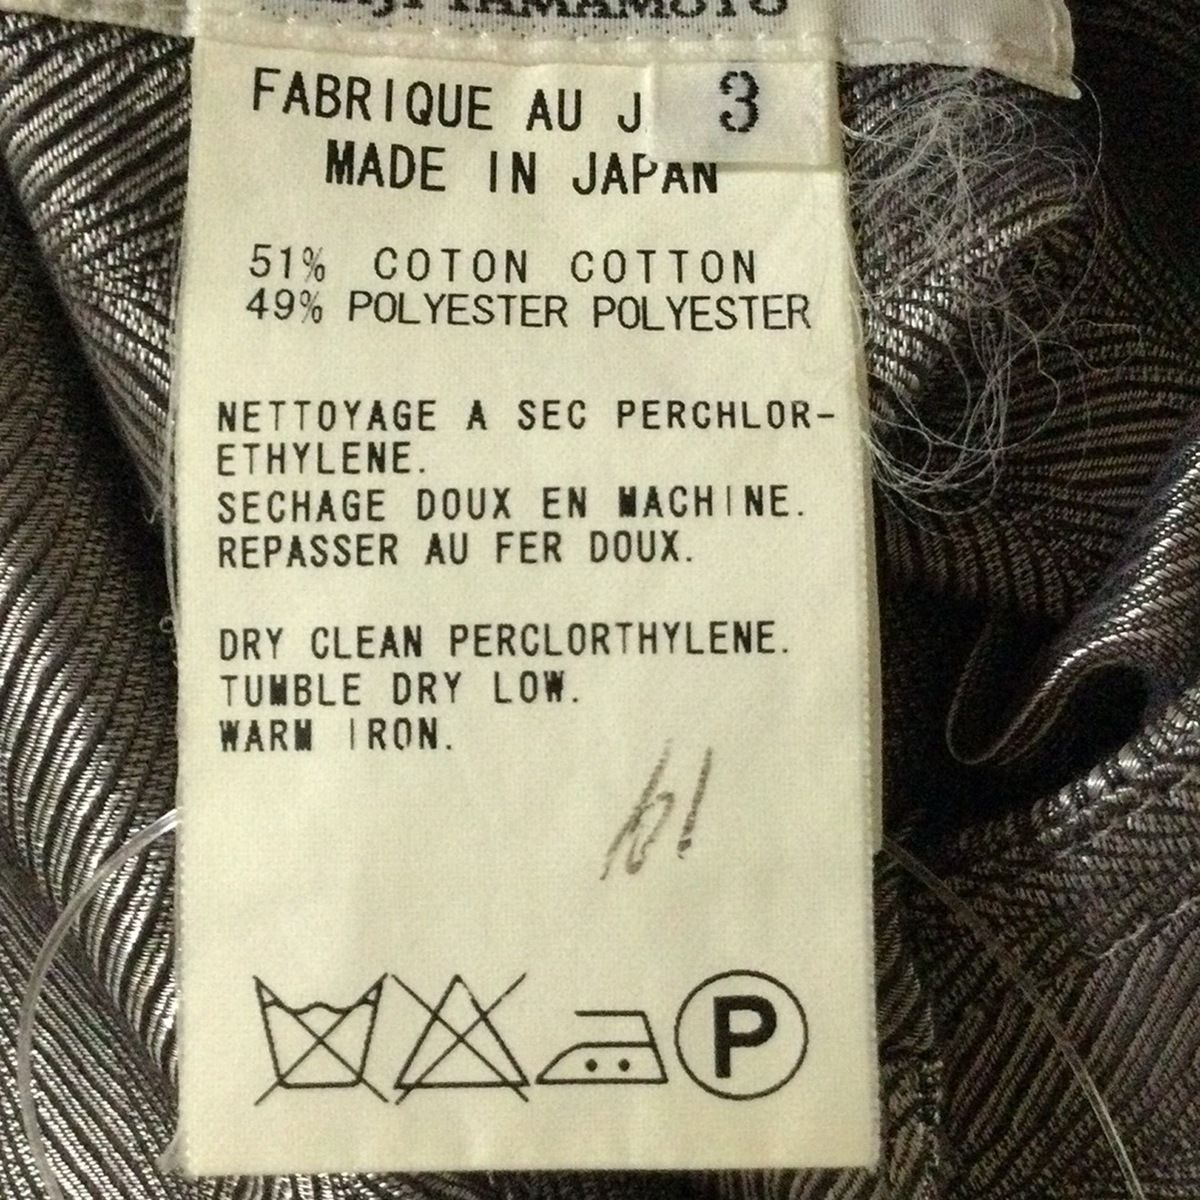 YAMAMOTO
FABRIQUE AU J
3
MADE IN JAPAN
51% COTON COTTON
49% POLYESTER POLYESTER
NETTOYAGE A SEC PERCHLOR-
ETHYLENE.
SECHAGE DOUX EN MACHINE.
REPASSER AU FER DOUX.
DRY CLEAN PERCLORTHYLENE.
TUMBLE DRY LOW.
WARM IRON.
P